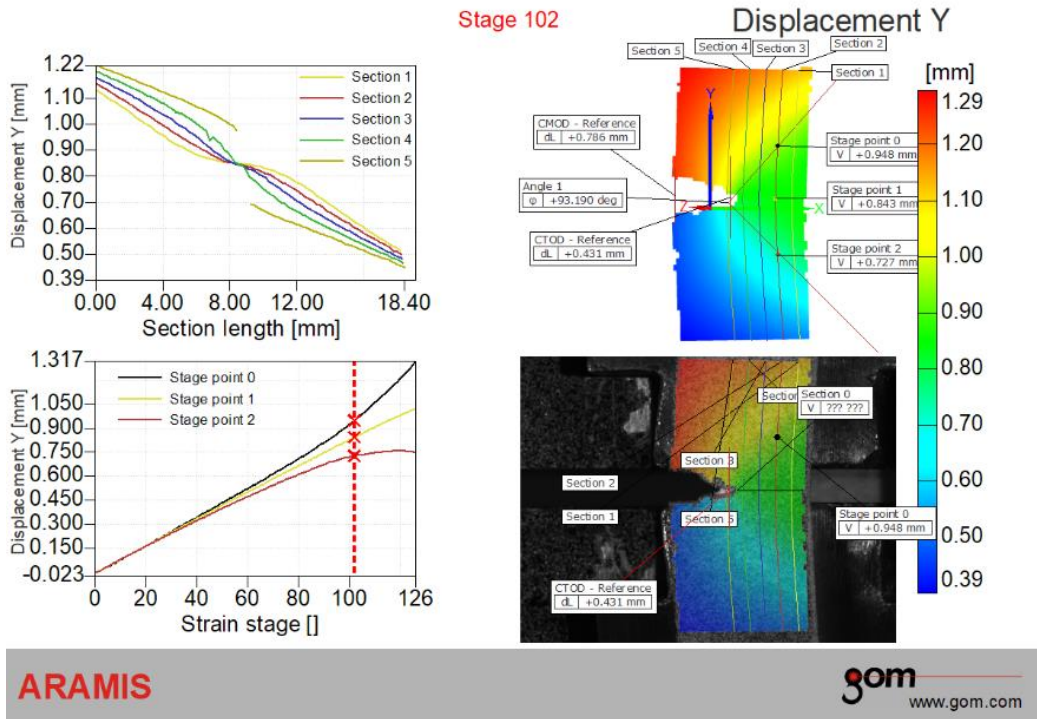 Stage 102
Displacement Y
Displacement Y [mm]
1.22
1.10
1.00
0.90
0.80
0.70
0.60
0.50
0.39
0.00
4.00
8.00
12.00
18.40
Section length [mm]
Section 1
Section 2
Section 3
Section 4
Section 5
Displacement Y [mm]
1.317
1.050
0.900
0.750
0.600
0.450
0.300
0.150
-0.023
0
20
40
60
80
100
126
Strain stage []
Stage point 0
Stage point 1
Stage point 2
Section 5
Section 4
Section 3
Section 2
Section 1
CMOD - Reference
dL +0.786 mm
Angle 1
φ +93.190 deg
CTOD - Reference
dL +0.431 mm
Y
X
Z
Stage point 0
V +0.948 mm
Stage point 1
V +0.843 mm
Stage point 2
V +0.727 mm
[mm]
1.29
1.20
1.10
1.00
0.90
0.80
0.70
0.60
0.50
0.39
Section 0
V ??? ???
Section 3
Section 2
Section 1
Stage point 0
V +0.948 mm
CTOD - Reference
dL +0.431 mm
ARAMIS
gom
www.gom.com